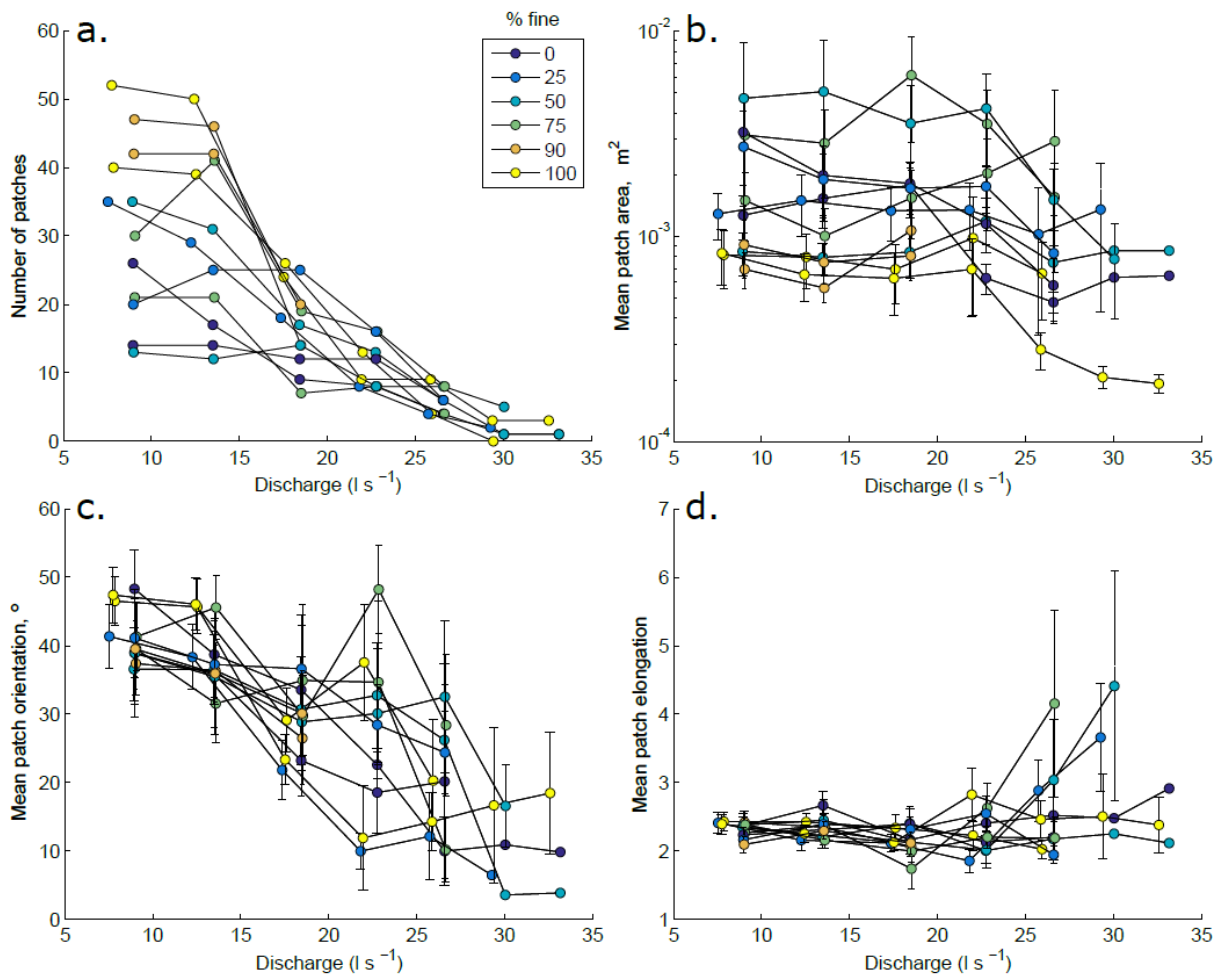 a.
60
50
40
30
20
10
0
Number of patches
5 10 15 20 25 30 35
Discharge (l s⁻¹)
% fine
0
25
50
75
90
100
b.
10⁻²
10⁻³
10⁻⁴
Mean patch area, m²
5 10 15 20 25 30 35
Discharge (l s⁻¹)
c.
60
50
40
30
20
10
0
Mean patch orientation, °
5 10 15 20 25 30 35
Discharge (l s⁻¹)
d.
7
6
5
4
3
2
1
Mean patch elongation
5 10 15 20 25 30 35
Discharge (l s⁻¹)